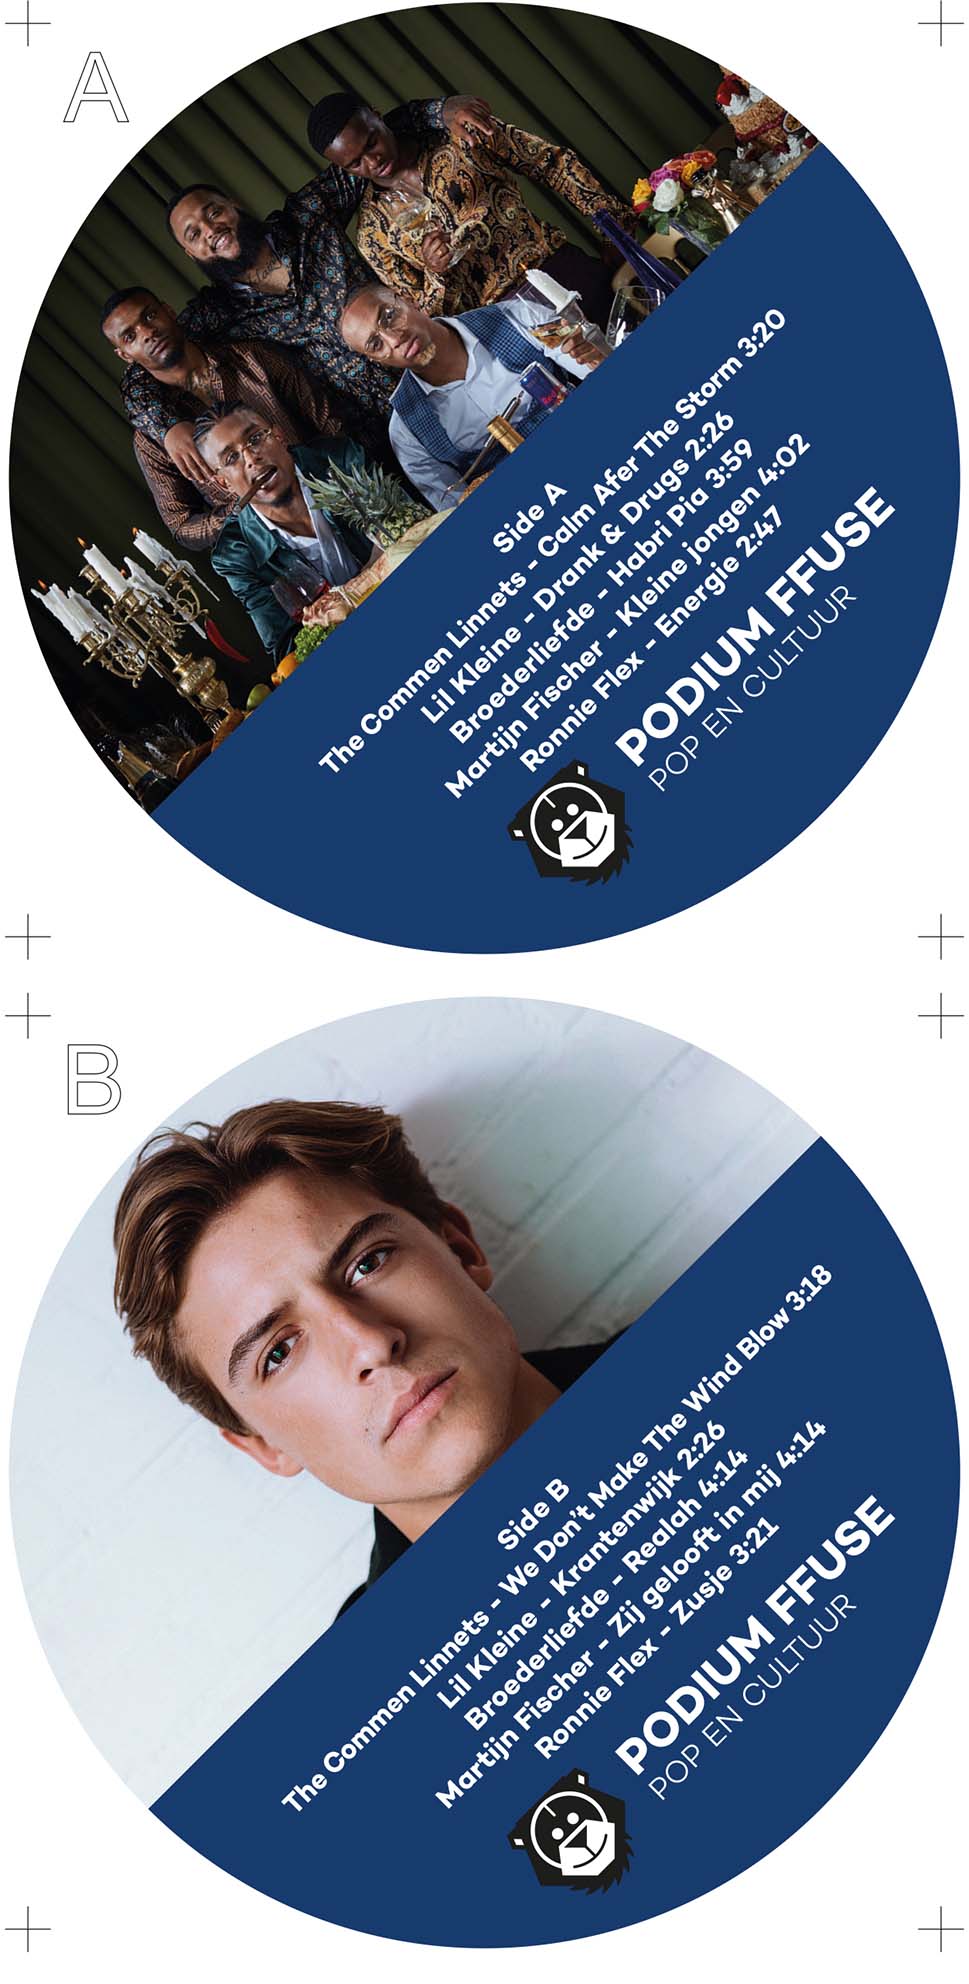 A
Side A
The Commen Linnets - Calm Afer The Storm 3:20
Lil Kleine - Drank & Drugs 2:26
Broederliefde - Habri Pia 3:59
Martijn Fischer - Kleine jongen 4:02
Ronnie Flex - Energie 2:47
PODIUM FFUSE
POP EN CULTUUR
B
Side B
The Commen Linnets - We Don't Make The Wind Blow 3:18
Lil Kleine - Krantenwijk 2:26
Broederliefde - Realah 4:14
Martijn Fischer - Zij gelooft in mij 4:14
Ronnie Flex - Zusje 3:21
PODIUM FFUSE
POP EN CULTUUR